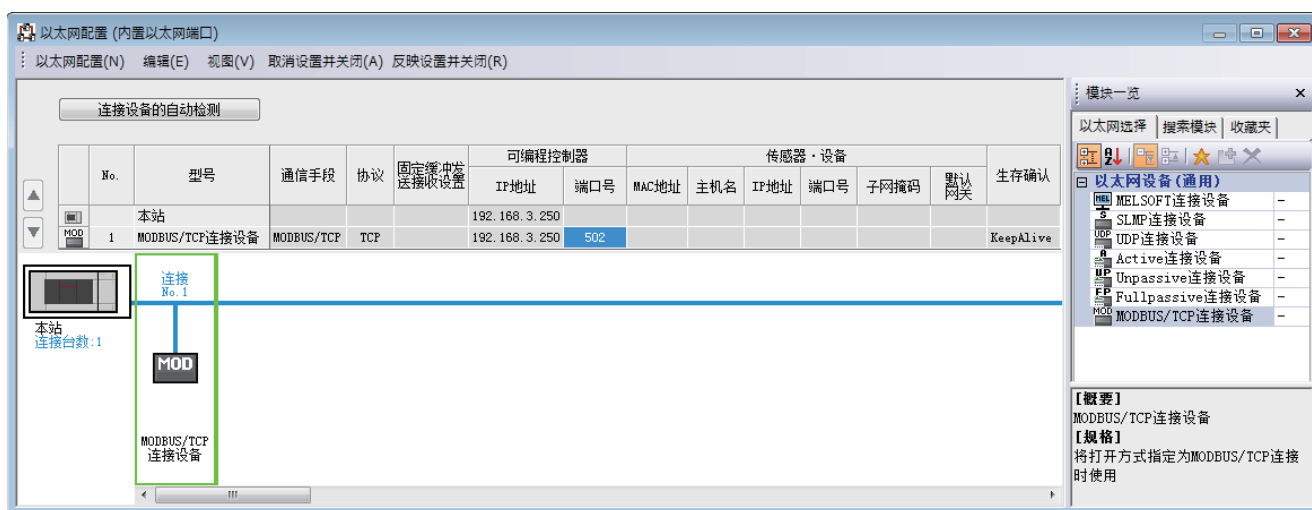 以太网配置 (内置以太网端口)
以太网配置(N) 编辑(E) 视图(V) 取消设置并关闭(A) 反映设置并关闭(R)
连接设备的自动检测
No. 型号 通信手段 协议 固定缓冲发送接收设置 可编程控制器 传感器・设备 生存确认
IP地址 端口号 MAC地址 主机名 IP地址 端口号 子网掩码 默认网关
本站 192.168.3.250
MOD 1 MODBUS/TCP连接设备 MODBUS/TCP TCP 192.168.3.250 502 KeepAlive
连接
No.1
本站
连接台数:1
MOD
MODBUS/TCP
连接设备
模块一览
以太网选择 搜索模块 收藏夹
以太网设备(通用)
MEL MELSOFT连接设备 -
S SLMP连接设备 -
UDP UDP连接设备 -
A Active连接设备 -
UP Unpassive连接设备 -
FP Fullpassive连接设备 -
MOD MODBUS/TCP连接设备 -
[概要]
MODBUS/TCP连接设备
[规格]
将打开方式指定为MODBUS/TCP连接
时使用